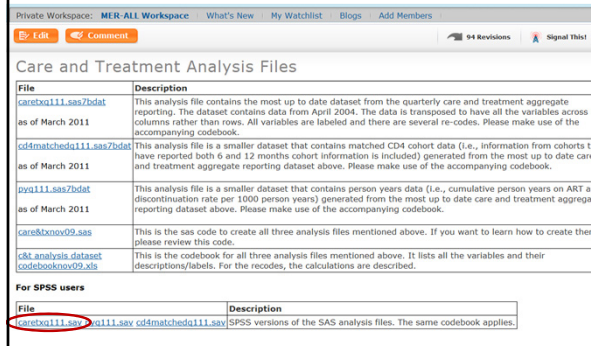 Private Workspace: MER-ALL Workspace What's New My Watchlist Blogs Add Members
Edit Comment 94 Revisions Signal This!
Care and Treatment Analysis Files
File Description
caretxq111.sas7bdat
as of March 2011
This analysis file contains the most up to date dataset from the quarterly care and treatment aggregate
reporting. The dataset contains data from April 2004. The data is transposed to have all the variables across
columns rather than rows. All variables are labeled and there are several re-codes. Please make use of the
accompanying codebook.
cd4matchedq111.sas7bdat
as of March 2011
This analysis file is a smaller dataset that contains matched CD4 cohort data (i.e., information from cohorts t
have reported both 6 and 12 months cohort information is included) generated from the most up to date care
and treatment aggregate reporting dataset above. Please make use of the accompanying codebook.
pyq111.sas7bdat
as of March 2011
This analysis file is a smaller dataset that contains person years data (i.e., cumulative person years on ART a
discontinuation rate per 1000 person years) generated from the most up to date care and treatment aggrega
reporting dataset above. Please make use of the accompanying codebook.
care&txnov09.sas
This is the sas code to create all three analysis files mentioned above. If you want to learn how to create then
please review this code.
c&t analysis dataset
codebooknov09.xls
This is the codebook for all three analysis files mentioned above. It lists all the variables and their
descriptions/labels. For the recodes, the calculations are described.
For SPSS users
File Description
caretxq111.sav pyq111.sav cd4matchedq111.sav SPSS versions of the SAS analysis files. The same codebook applies.